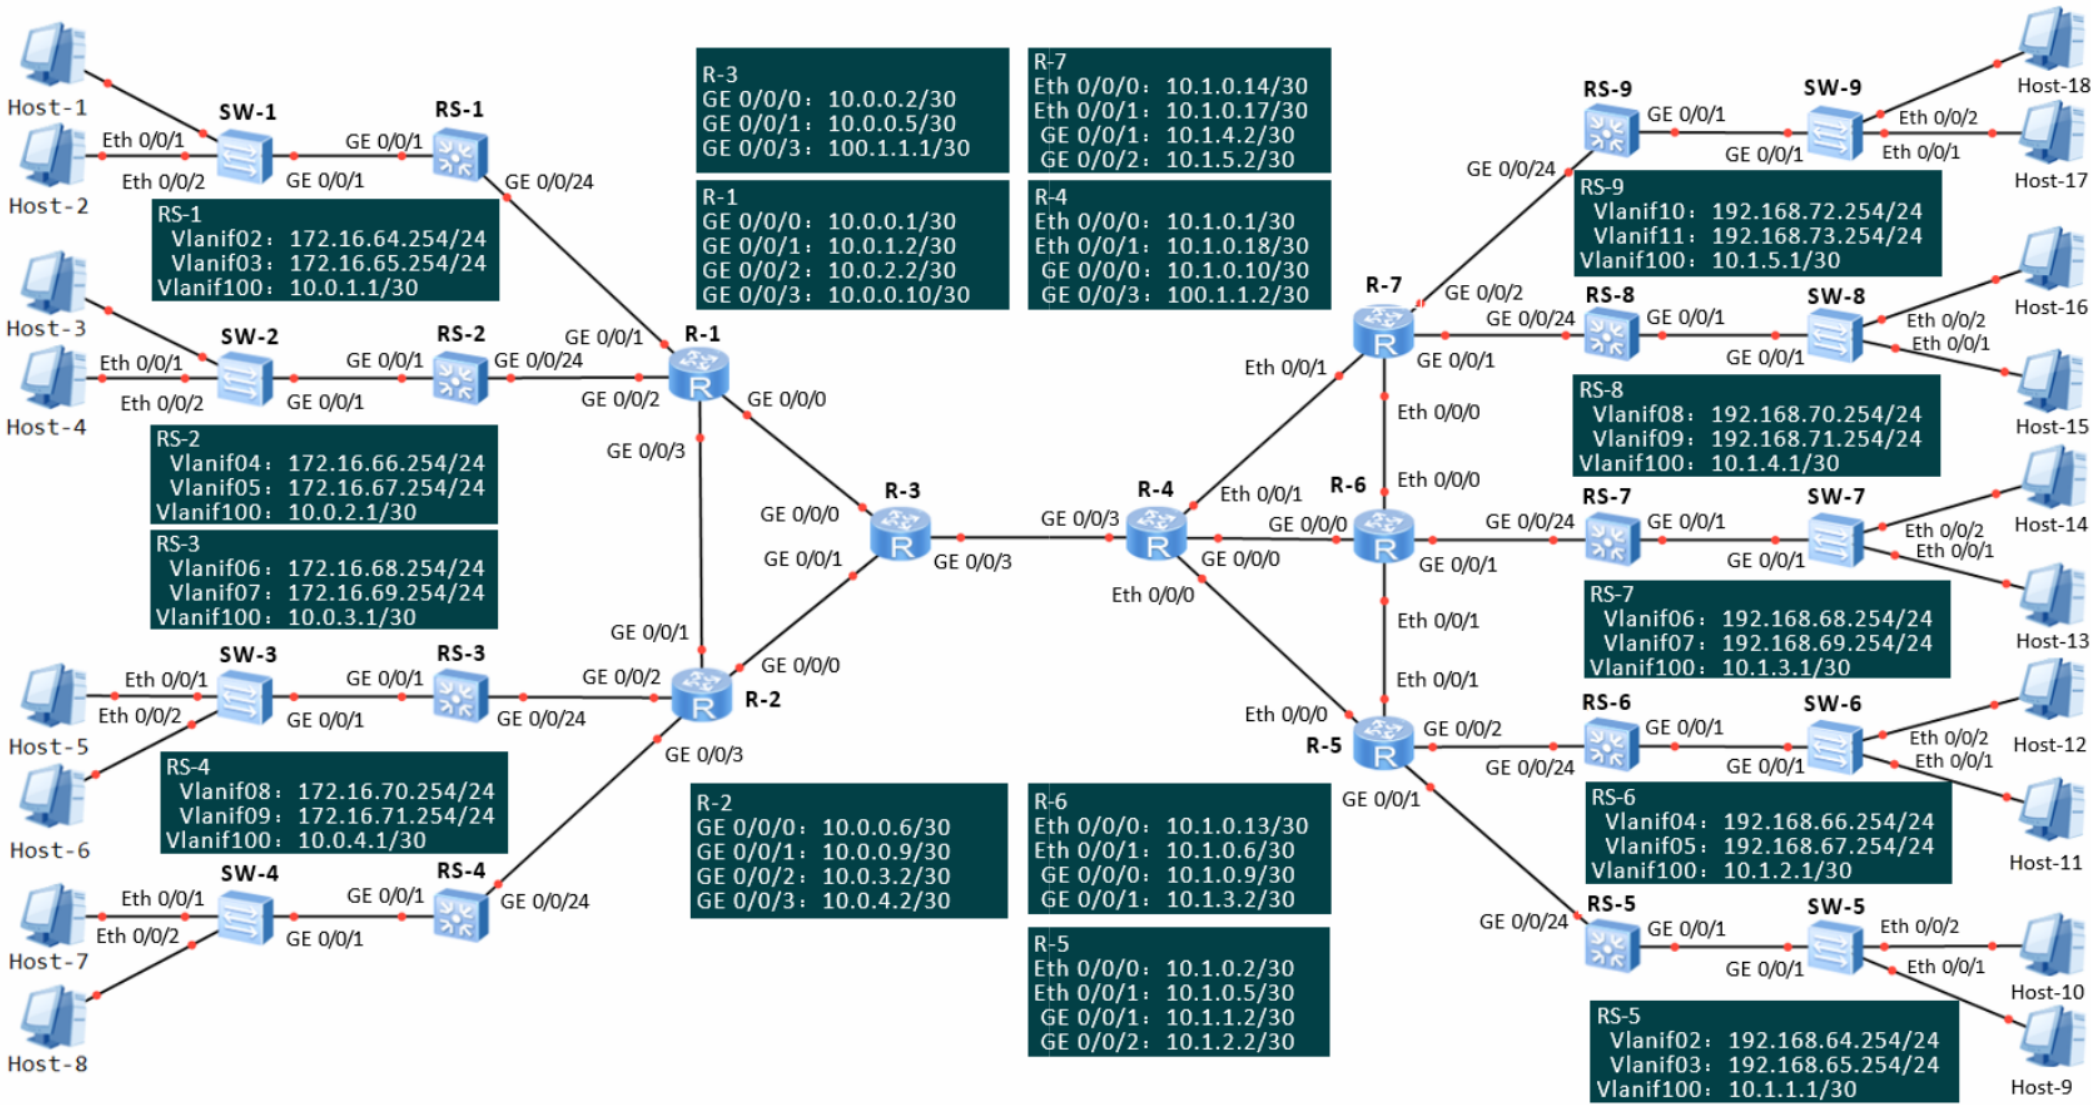 Host-1
Eth 0/0/1
Host-2
Eth 0/0/2
SW-1
GE 0/0/1
GE 0/0/1
RS-1
GE 0/0/24
RS-1
Vlanif02: 172.16.64.254/24
Vlanif03: 172.16.65.254/24
Vlanif100: 10.0.1.1/30
Host-3
Eth 0/0/1
Host-4
Eth 0/0/2
SW-2
GE 0/0/1
GE 0/0/1
RS-2
GE 0/0/24
RS-2
Vlanif04: 172.16.66.254/24
Vlanif05: 172.16.67.254/24
Vlanif100: 10.0.2.1/30
RS-3
Vlanif06: 172.16.68.254/24
Vlanif07: 172.16.69.254/24
Vlanif100: 10.0.3.1/30
Host-5
Eth 0/0/1
Eth 0/0/2
Host-6
SW-3
GE 0/0/1
GE 0/0/1
RS-3
GE 0/0/24
RS-4
Vlanif08: 172.16.70.254/24
Vlanif09: 172.16.71.254/24
Vlanif100: 10.0.4.1/30
Host-7
Eth 0/0/1
Eth 0/0/2
Host-8
SW-4
GE 0/0/1
GE 0/0/1
RS-4
GE 0/0/24
R-3
GE 0/0/0: 10.0.0.2/30
GE 0/0/1: 10.0.0.5/30
GE 0/0/3: 100.1.1.1/30
R-1
GE 0/0/0: 10.0.0.1/30
GE 0/0/1: 10.0.1.2/30
GE 0/0/2: 10.0.2.2/30
GE 0/0/3: 10.0.0.10/30
R-7
Eth 0/0/0: 10.1.0.14/30
Eth 0/0/1: 10.1.0.17/30
GE 0/0/1: 10.1.4.2/30
GE 0/0/2: 10.1.5.2/30
R-4
Eth 0/0/0: 10.1.0.1/30
Eth 0/0/1: 10.1.0.18/30
GE 0/0/0: 10.1.0.10/30
GE 0/0/3: 100.1.1.2/30
GE 0/0/1
R-1
GE 0/0/2
GE 0/0/0
GE 0/0/3
GE 0/0/1
GE 0/0/2
GE 0/0/0
R-2
GE 0/0/3
R-3
GE 0/0/0
GE 0/0/1
GE 0/0/3
R-4
GE 0/0/3
Eth 0/0/1
GE 0/0/0
Eth 0/0/0
R-2
GE 0/0/0: 10.0.0.6/30
GE 0/0/1: 10.0.0.9/30
GE 0/0/2: 10.0.3.2/30
GE 0/0/3: 10.0.4.2/30
R-6
Eth 0/0/0: 10.1.0.13/30
Eth 0/0/1: 10.1.0.6/30
GE 0/0/0: 10.1.0.9/30
GE 0/0/1: 10.1.3.2/30
R-5
Eth 0/0/0: 10.1.0.2/30
Eth 0/0/1: 10.1.0.5/30
GE 0/0/1: 10.1.1.2/30
GE 0/0/2: 10.1.2.2/30
R-7
GE 0/0/2
Eth 0/0/1
GE 0/0/1
Eth 0/0/0
Eth 0/0/0
R-6
GE 0/0/0
GE 0/0/1
Eth 0/0/1
Eth 0/0/1
Eth 0/0/0
R-5
GE 0/0/2
GE 0/0/1
RS-9
GE 0/0/24
GE 0/0/1
GE 0/0/1
SW-9
Host-18
Eth 0/0/2
Eth 0/0/1
Host-17
RS-9
Vlanif10: 192.168.72.254/24
Vlanif11: 192.168.73.254/24
Vlanif100: 10.1.5.1/30
RS-8
GE 0/0/24
GE 0/0/1
GE 0/0/1
SW-8
Host-16
Eth 0/0/2
Eth 0/0/1
Host-15
RS-8
Vlanif08: 192.168.70.254/24
Vlanif09: 192.168.71.254/24
Vlanif100: 10.1.4.1/30
RS-7
GE 0/0/24
GE 0/0/1
GE 0/0/1
SW-7
Host-14
Eth 0/0/2
Eth 0/0/1
Host-13
RS-7
Vlanif06: 192.168.68.254/24
Vlanif07: 192.168.69.254/24
Vlanif100: 10.1.3.1/30
RS-6
GE 0/0/24
GE 0/0/1
GE 0/0/1
SW-6
Host-12
Eth 0/0/2
Eth 0/0/1
Host-11
RS-6
Vlanif04: 192.168.66.254/24
Vlanif05: 192.168.67.254/24
Vlanif100: 10.1.2.1/30
RS-5
GE 0/0/24
GE 0/0/1
GE 0/0/1
SW-5
Eth 0/0/2
Host-10
Eth 0/0/1
Host-9
RS-5
Vlanif02: 192.168.64.254/24
Vlanif03: 192.168.65.254/24
Vlanif100: 10.1.1.1/30